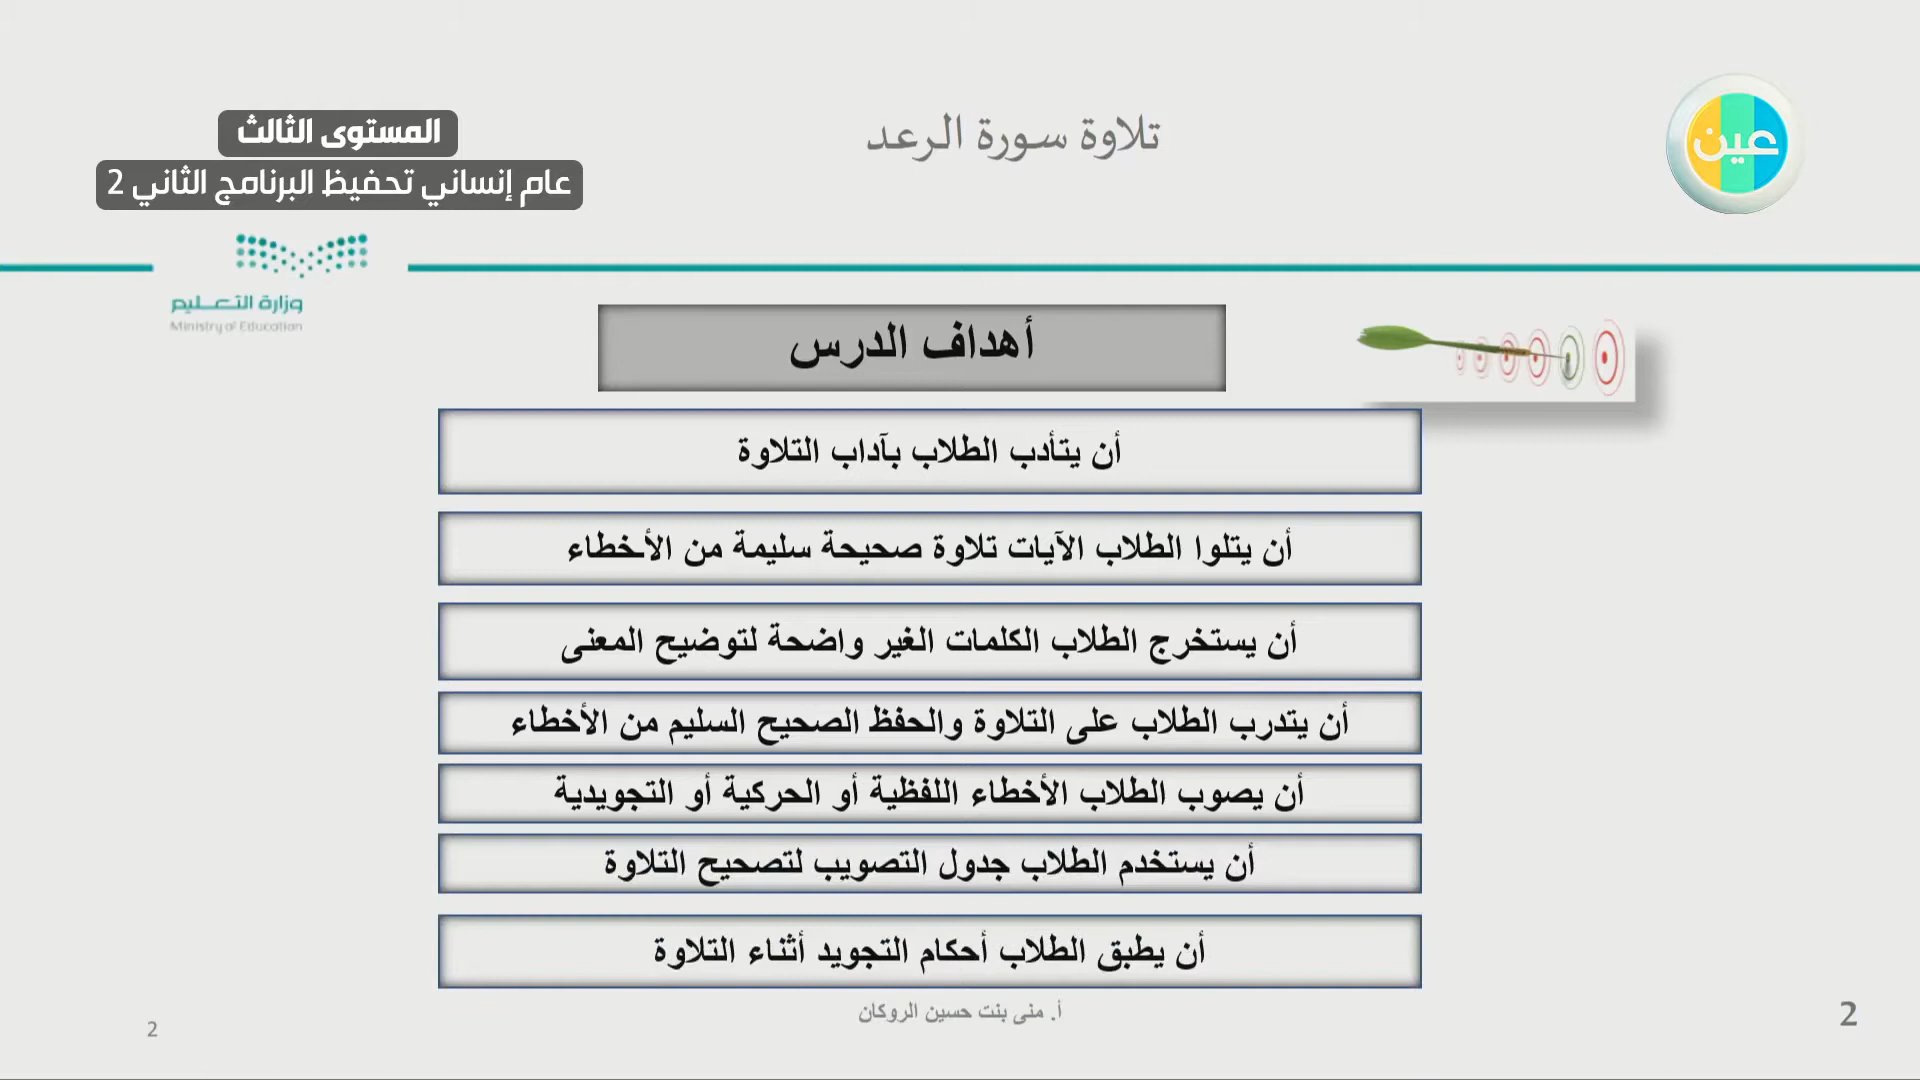 تلاوة سورة الرعد
عين
المستوى الثالث
عام إنساني تحفيظ البرنامج الثاني 2
وزارة التعليم
Ministry of Education
أهداف الدرس
أن يتأدب الطلاب بآداب التلاوة
أن يتلوا الطلاب الآيات تلاوة صحيحة سليمة من الأخطاء
أن يستخرج الطلاب الكلمات الغير واضحة لتوضيح المعنى
أن يتدرب الطلاب على التلاوة والحفظ الصحيح السليم من الأخطاء
أن يصوب الطلاب الأخطاء اللفظية أو الحركية أو التجويدية
أن يستخدم الطلاب جدول التصويب لتصحيح التلاوة
أن يطبق الطلاب أحكام التجويد أثناء التلاوة
أ. منى بنت حسين الروكان
2
2